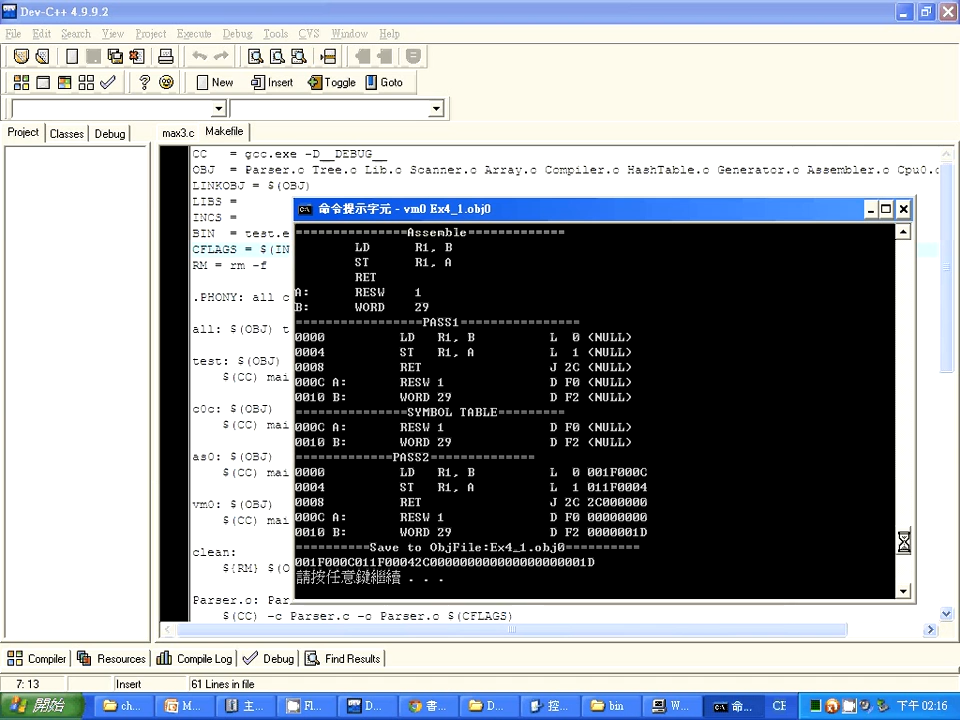 Dev-C++ 4.9.9.2
File Edit Search View Project Execute Debug Tools CVS Window Help
New Insert Toggle Goto
Project Classes Debug max3.c Makefile
CC = gcc.exe -D__DEBUG__
OBJ = Parser.o Tree.o Lib.o Scanner.o Array.o Compiler.o HashTable.o Generator.o Assembler.o Cpu0.o
LINKOBJ = $(OBJ)
LIBS =
INCS =
BIN = test.e
CFLAGS = $(IN
RM = rm -f
.PHONY: all c
all: $(OBJ) t
test: $(OBJ)
$(CC) mai
c0c: $(OBJ)
$(CC) mai
as0: $(OBJ)
$(CC) mai
vm0: $(OBJ)
$(CC) mai
clean:
${RM} $(O
Parser.o: Par
$(CC) -c Parser.c -o Parser.o $(CFLAGS)
命令提示字元 - vm0 Ex4_1.obj0
===============Assemble=============
LD R1, B
ST R1, A
RET
A: RESW 1
B: WORD 29
=================PASS1================
0000 LD R1, B L 0 (NULL)
0004 ST R1, A L 1 (NULL)
0008 RET J 2C (NULL)
000C A: RESW 1 D F0 (NULL)
0010 B: WORD 29 D F2 (NULL)
===============SYMBOL TABLE=========
000C A: RESW 1 D F0 (NULL)
0010 B: WORD 29 D F2 (NULL)
=============PASS2==============
0000 LD R1, B L 0 001F000C
0004 ST R1, A L 1 011F0004
0008 RET J 2C 2C000000
000C A: RESW 1 D F0 00000000
0010 B: WORD 29 D F2 0000001D
==========Save to ObjFile:Ex4_1.obj0==========
001F000C011F00042C000000000000000000001D
請按任意鍵繼續 . . .
Compiler Resources Compile Log Debug Find Results
7: 13 Insert 61 Lines in file
開始 ch... M... 主... Fl... D... 書... D... 控... bin W... 命... CH 下午 02:16